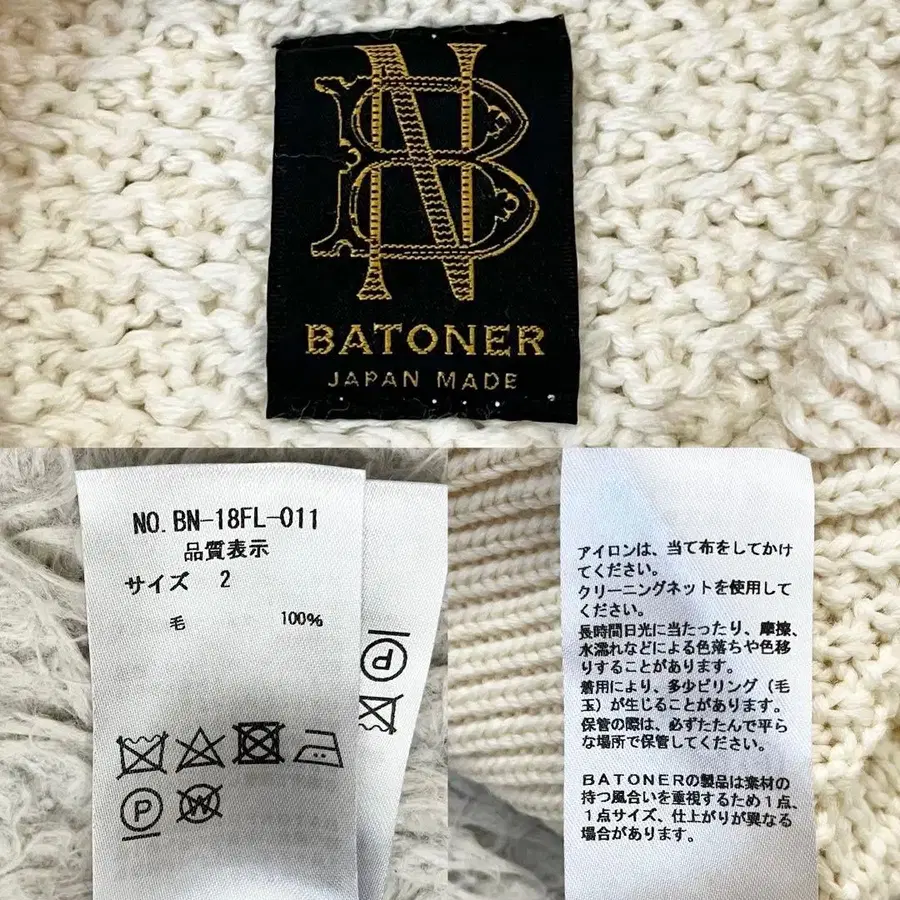 BN
BATONER
JAPAN MADE
NO. BN-18FL-011
品質表示
サイズ 2
毛 100%
P
P
W
アイロンは、当て布をしてかけ
てください。
クリーニングネットを使用して
ください。
長時間日光に当たったり、摩擦、
水濡れなどによる色落ちや色移
りすることがあります。
着用により、多少ピリング（毛
玉）が生じることがあります。
保管の際は、必ずたたんで平ら
な場所で保管してください。
BATONERの製品は素材の
持つ風合いを重視するため1点、
1点サイズ、仕上がりが異なる
場合があります。